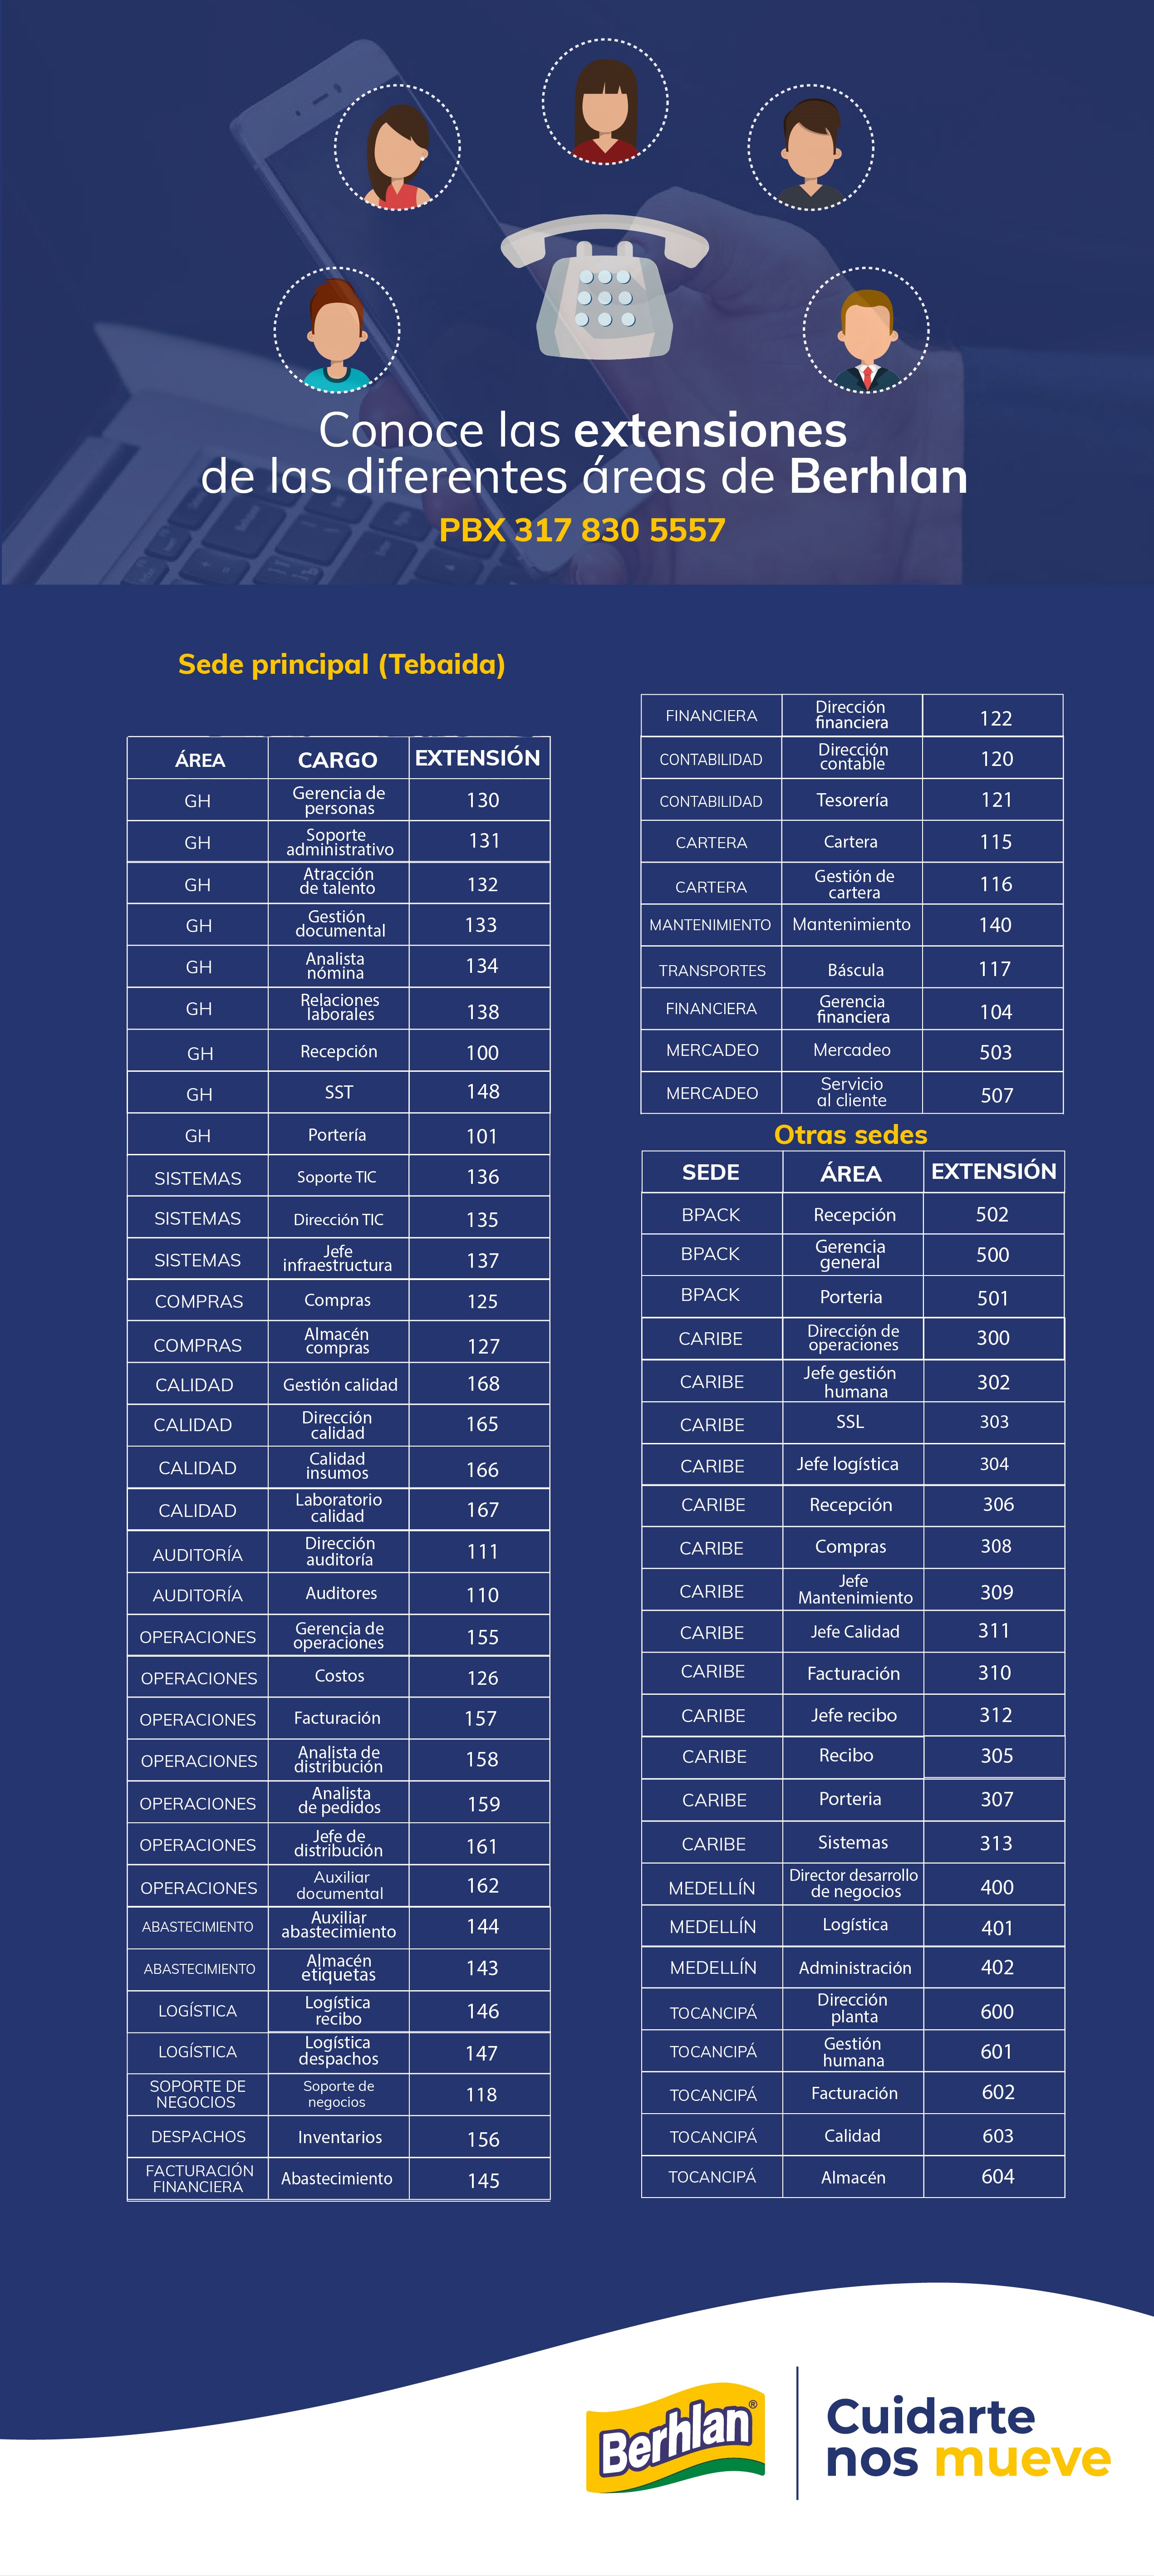 Conoce las extensiones
de las diferentes áreas de Berhlan
PBX 317 830 5557
Sede principal (Tebaida)
ÁREA CARGO EXTENSIÓN
GH Gerencia de personas 130
GH Soporte administrativo 131
GH Atracción de talento 132
GH Gestión documental 133
GH Analista nómina 134
GH Relaciones laborales 138
GH Recepción 100
GH SST 148
GH Portería 101
SISTEMAS Soporte TIC 136
SISTEMAS Dirección TIC 135
SISTEMAS Jefe infraestructura 137
COMPRAS Compras 125
COMPRAS Almacén compras 127
CALIDAD Gestión calidad 168
CALIDAD Dirección calidad 165
CALIDAD Calidad insumos 166
CALIDAD Laboratorio calidad 167
AUDITORÍA Dirección auditoría 111
AUDITORÍA Auditores 110
OPERACIONES Gerencia de operaciones 155
OPERACIONES Costos 126
OPERACIONES Facturación 157
OPERACIONES Analista de distribución 158
OPERACIONES Analista de pedidos 159
OPERACIONES Jefe de distribución 161
OPERACIONES Auxiliar documental 162
ABASTECIMIENTO Auxiliar abastecimiento 144
ABASTECIMIENTO Almacén etiquetas 143
LOGÍSTICA Logística recibo 146
LOGÍSTICA Logística despachos 147
SOPORTE DE NEGOCIOS Soporte de negocios 118
DESPACHOS Inventarios 156
FACTURACIÓN FINANCIERA Abastecimiento 145
FINANCIERA Dirección financiera 122
CONTABILIDAD Dirección contable 120
CONTABILIDAD Tesorería 121
CARTERA Cartera 115
CARTERA Gestión de cartera 116
MANTENIMIENTO Mantenimiento 140
TRANSPORTES Báscula 117
FINANCIERA Gerencia financiera 104
MERCADEO Mercadeo 503
MERCADEO Servicio al cliente 507
Otras sedes
SEDE ÁREA EXTENSIÓN
BPACK Recepción 502
BPACK Gerencia general 500
BPACK Porteria 501
CARIBE Dirección de operaciones 300
CARIBE Jefe gestión humana 302
CARIBE SSL 303
CARIBE Jefe logística 304
CARIBE Recepción 306
CARIBE Compras 308
CARIBE Jefe Mantenimiento 309
CARIBE Jefe Calidad 311
CARIBE Facturación 310
CARIBE Jefe recibo 312
CARIBE Recibo 305
CARIBE Porteria 307
CARIBE Sistemas 313
MEDELLÍN Director desarrollo de negocios 400
MEDELLÍN Logística 401
MEDELLÍN Administración 402
TOCANCIPÁ Dirección planta 600
TOCANCIPÁ Gestión humana 601
TOCANCIPÁ Facturación 602
TOCANCIPÁ Calidad 603
TOCANCIPÁ Almacén 604
Berhlan®
Cuidarte
nos mueve